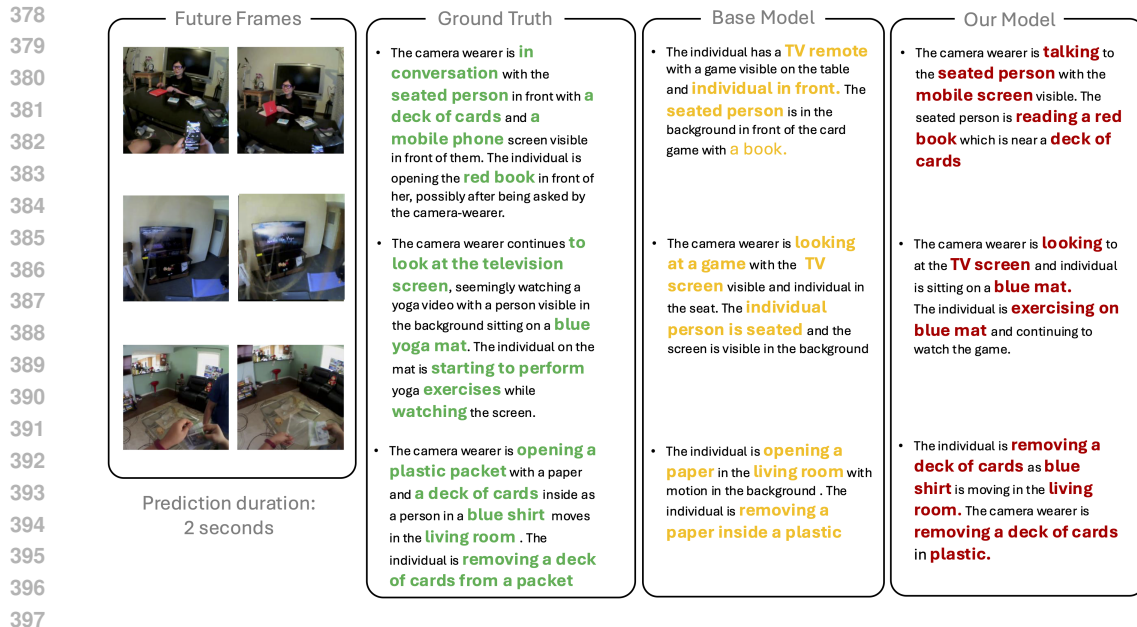 378
379
380
381
382
383
384
385
386
387
388
389
390
391
392
393
394
395
396
397
Future Frames
Prediction duration:
2 seconds
Ground Truth
• The camera wearer is in
conversation with the
seated person in front with a
deck of cards and a
mobile phone screen visible
in front of them. The individual is
opening the red book in front of
her, possibly after being asked by
the camera-wearer.
• The camera wearer continues to
look at the television
screen, seemingly watching a
yoga video with a person visible in
the background sitting on a blue
yoga mat. The individual on the
mat is starting to perform
yoga exercises while
watching the screen.
• The camera wearer is opening a
plastic packet with a paper
and a deck of cards inside as
a person in a blue shirt moves
in the living room . The
individual is removing a deck
of cards from a packet
Base Model
• The individual has a TV remote
with a game visible on the table
and individual in front. The
seated person is in the
background in front of the card
game with a book.
• The camera wearer is looking
at a game with the TV
screen visible and individual in
the seat. The individual
person is seated and the
screen is visible in the background
• The individual is opening a
paper in the living room with
motion in the background . The
individual is removing a
paper inside a plastic
Our Model
• The camera wearer is talking to
the seated person with the
mobile screen visible. The
seated person is reading a red
book which is near a deck of
cards
• The camera wearer is looking to
at the TV screen and individual
is sitting on a blue mat.
The individual is exercising on
blue mat and continuing to
watch the game.
• The individual is removing a
deck of cards as blue
shirt is moving in the living
room. The camera wearer is
removing a deck of cards
in plastic.